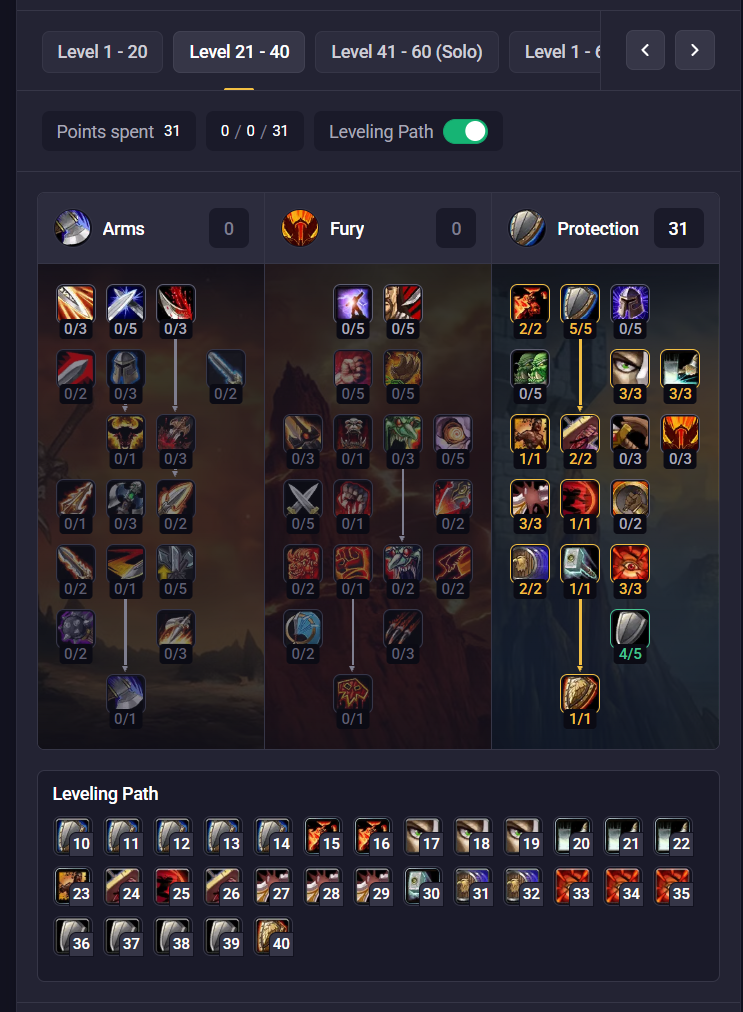 Level 1 - 20 Level 21 - 40 Level 41 - 60 (Solo) Level 1 - 6
Points spent 31 0 / 0 / 31 Leveling Path
Arms 0 Fury 0 Protection 31
0/3 0/5 0/3 0/5 0/5 2/2 5/5 0/5
0/2 0/3 0/2 0/5 0/5 0/5 3/3 3/3
0/1 0/3 0/3 0/1 0/3 0/5 1/1 2/2 0/3 0/3
0/1 0/3 0/2 0/5 0/1 0/2 3/3 1/1 0/2
0/2 0/1 0/5 0/2 0/1 0/2 0/2 2/2 1/1 3/3
0/2 0/3 0/2 0/3 4/5
0/1 0/1 1/1
Leveling Path
10 11 12 13 14 15 16 17 18 19 20 21 22
23 24 25 26 27 28 29 30 31 32 33 34 35
36 37 38 39 40